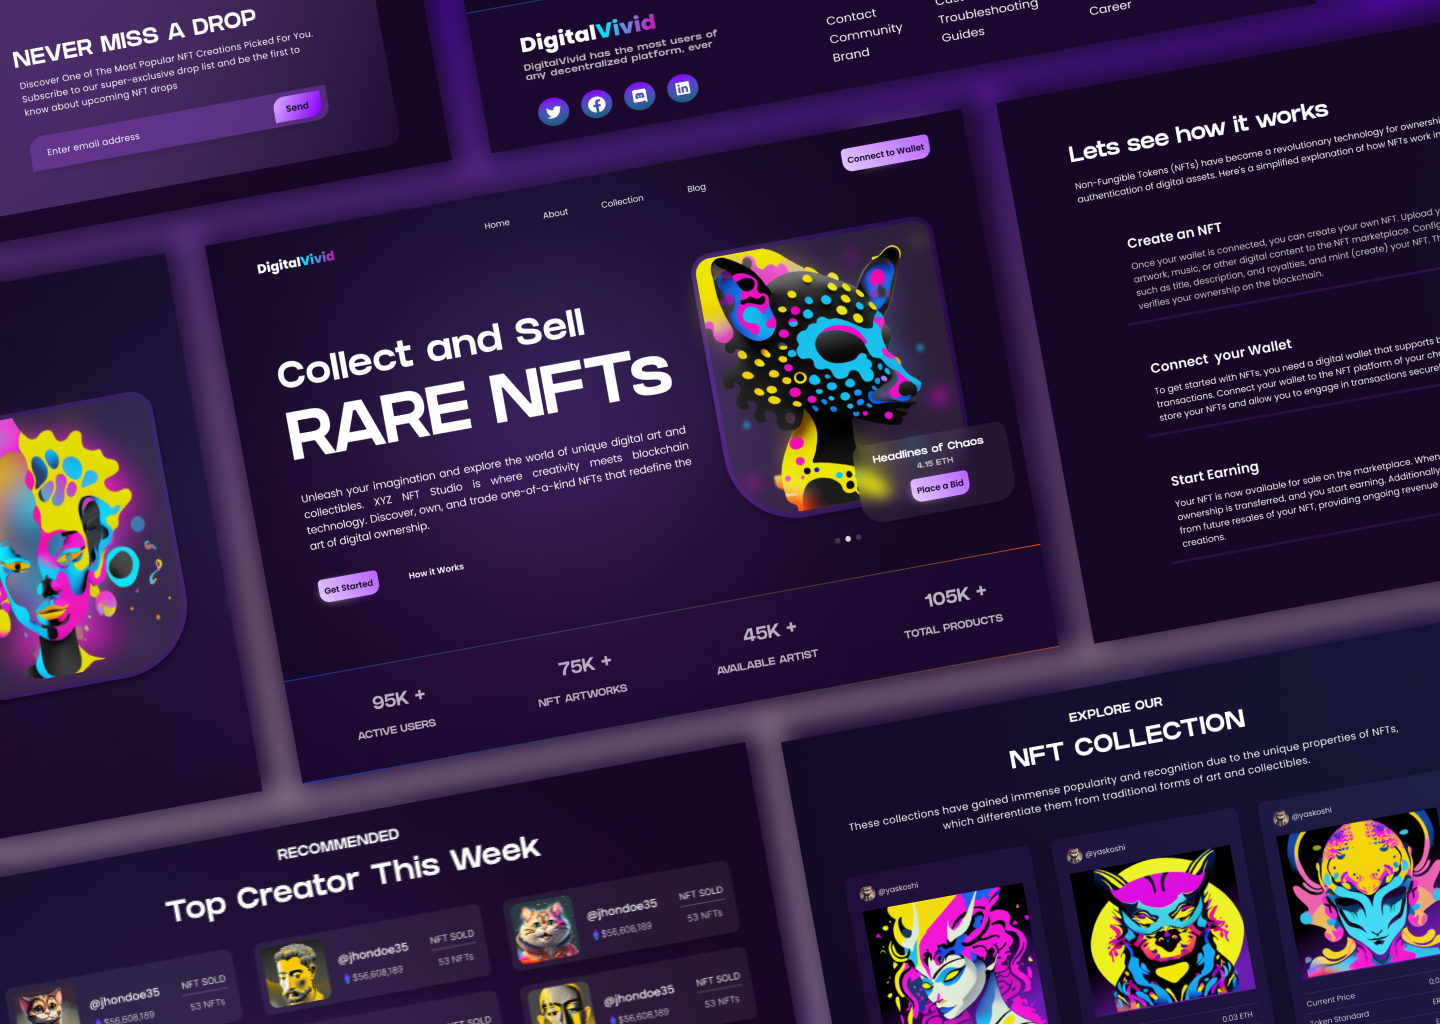 NEVER MISS A DROP
Discover One of The Most Popular NFT Creations Picked For You.
Subscribe to our super-exclusive drop list and be the first to
know about upcoming NFT drops
Enter email address
Send
DigitalVivid
DigitalVivid has the most users of
any decentralized platform, ever
Contact
Community
Brand
Troubleshooting
Guides
Career
Connect to Wallet
Home
About
Collection
Blog
DigitalVivid
Collect and Sell
RARE NFTs
Unleash your imagination and explore the world of unique digital art and
collectibles. XYZ NFT Studio is where creativity meets blockchain
technology. Discover, own, and trade one-of-a-kind NFTs that redefine the
art of digital ownership.
Get Started
How it Works
Headlines of Chaos
4.15 ETH
Place a Bid
95K +
ACTIVE USERS
75K +
NFT ARTWORKS
45K +
AVAILABLE ARTIST
105K +
TOTAL PRODUCTS
Lets see how it works
Non-Fungible Tokens (NFTs) have become a revolutionary technology for ownership
authentication of digital assets. Here's a simplified explanation of how NFTs work in
Create an NFT
Once your wallet is connected, you can create your own NFT. Upload
artwork, music, or other digital content to the NFT marketplace.
such as title, description, and royalties, and mint (create) your NFT.
verifies your ownership on the blockchain.
Connect your Wallet
To get started with NFTs, you need a digital wallet that supports
transactions. Connect your wallet to the NFT platform of your
store your NFTs and allow you to engage in transactions
Start Earning
Your NFT is now available for sale on the marketplace. When
ownership is transferred, and you start earning. Additionally
from future resales of your NFT, providing ongoing revenue
creations.
RECOMMENDED
Top Creator This Week
@jhondoe35
$56,608,189
NFT SOLD
53 NFTs
@jhondoe35
$56,608,189
NFT SOLD
53 NFTs
@jhondoe35
$56,608,189
NFT SOLD
53 NFTs
NFT SOLD
@jhondoe35
$56,608,189
NFT SOLD
53 NFTs
EXPLORE OUR
NFT COLLECTION
These collections have gained immense popularity and recognition due to the unique properties of NFTs,
which differentiate them from traditional forms of art and collectibles.
@yaskoshi
@yaskoshi
@yaskoshi
0.03 ETH
Current Price
Token Standard